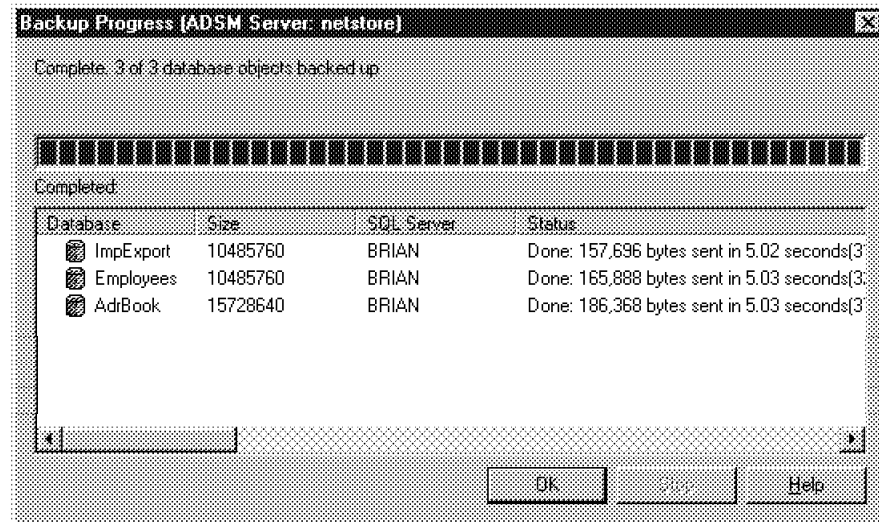 Backup Progress (ADSM Server: netstore)
Complete. 3 of 3 database objects backed up
Completed:
Database Size SQL Server Status
ImpExport 10485760 BRIAN Done: 157,696 bytes sent in 5.02 seconds(3
Employees 10485760 BRIAN Done: 165,888 bytes sent in 5.03 seconds(3
AdrBook 15728640 BRIAN Done: 186,368 bytes sent in 5.03 seconds(3
OK Stop Help